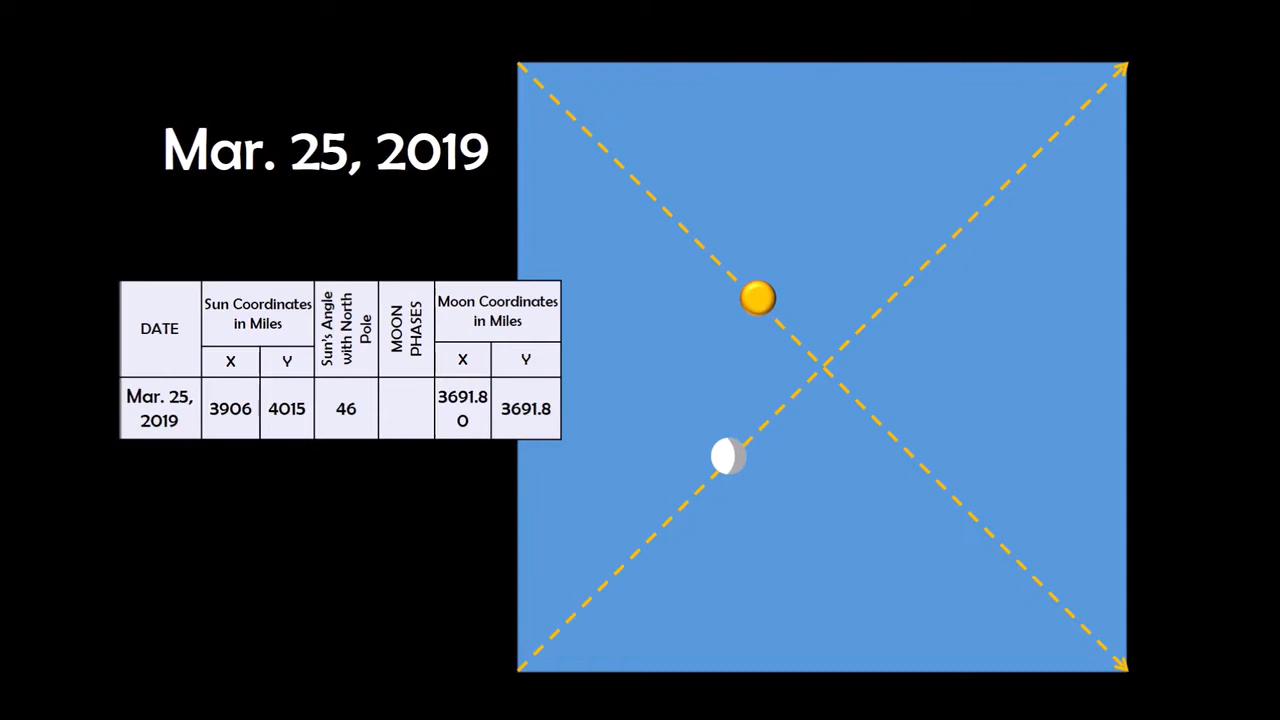 Mar. 25, 2019
DATE
Sun Coordinates
in Miles
X
Y
Sun's Angle
with North
Pole
MOON
PHASES
Moon Coordinates
in Miles
X
Y
Mar. 25,
2019
3906
4015
46
3691.8
0
3691.8